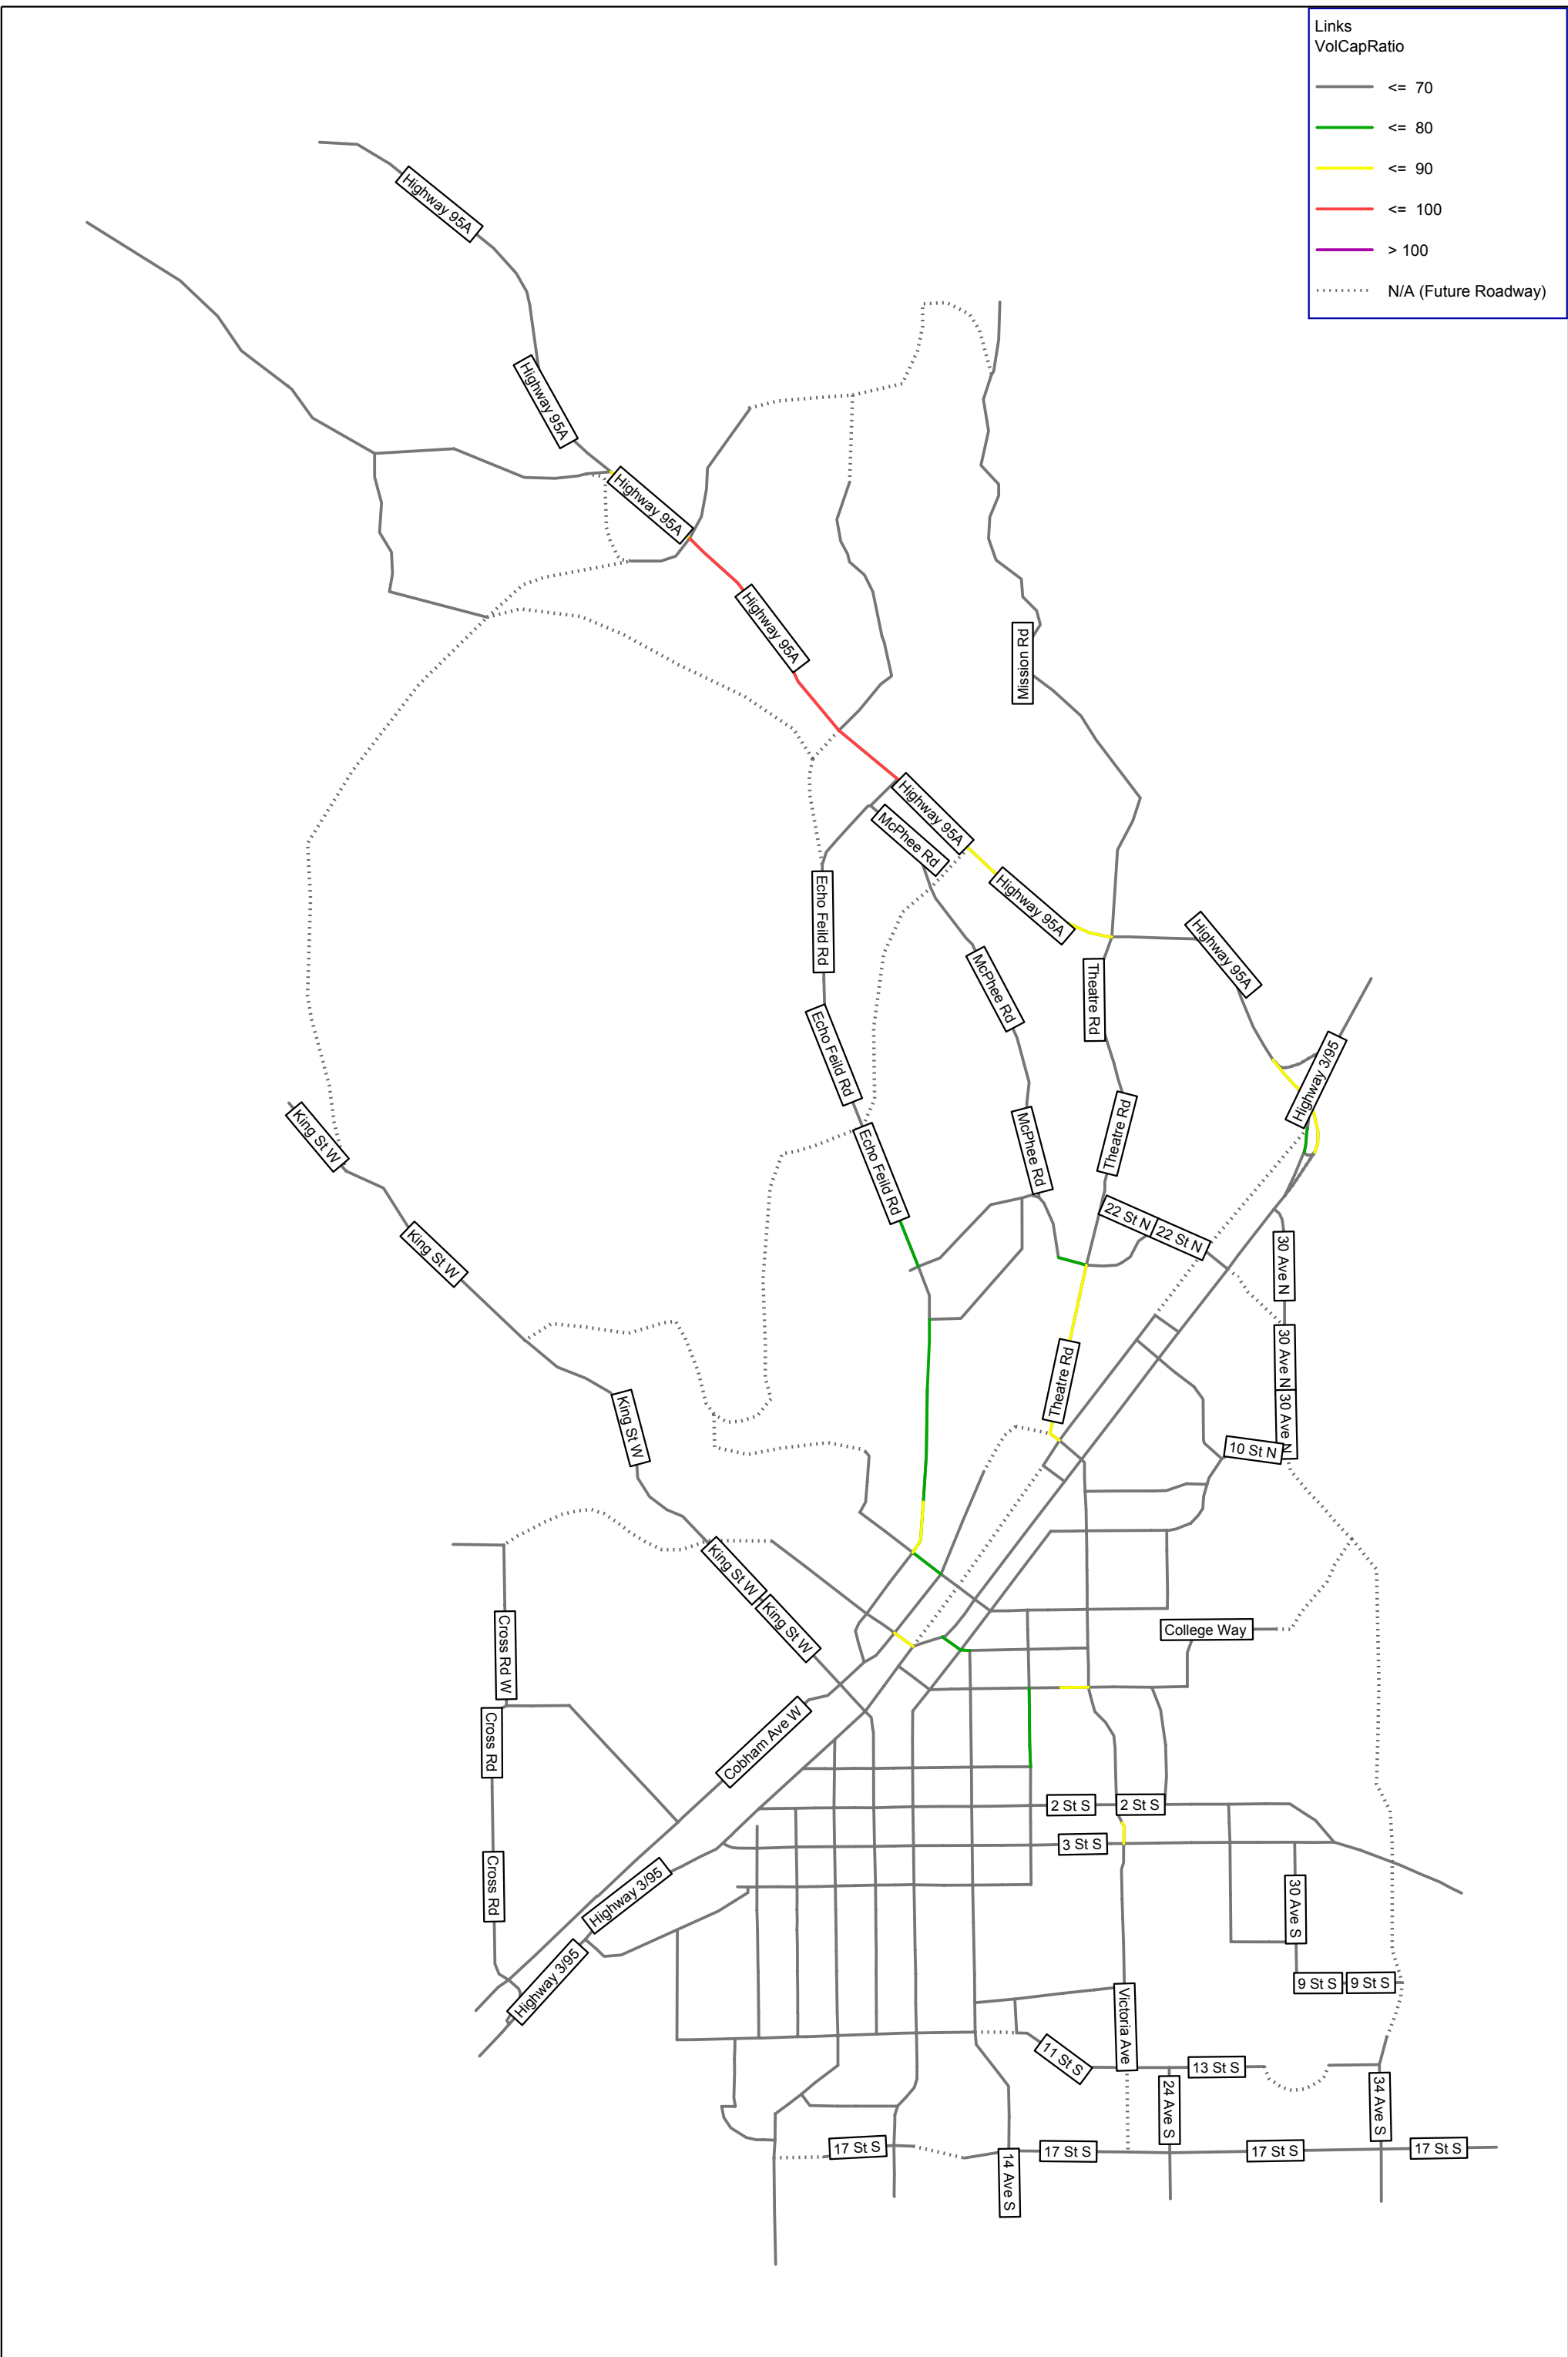 Links
VolCapRatio
<= 70
<= 80
<= 90
<= 100
> 100
N/A (Future Roadway)
Highway 95A
Highway 95A
Highway 95A
Highway 95A
Mission Rd
Highway 95A
McPhee Rd
Highway 95A
Echo Feild Rd
Highway 95A
McPhee Rd
Theatre Rd
Echo Feild Rd
Highway 3/95
King St W
McPhee Rd
Theatre Rd
Echo Feild Rd
22 St N
22 St N
King St W
30 Ave N
30 Ave N
Theatre Rd
King St W
30 Ave N
10 St N
King St W
King St W
College Way
Cross Rd W
Cross Rd
Cobham Ave W
2 St S
2 St S
3 St S
Cross Rd
Highway 3/95
30 Ave S
Highway 3/95
9 St S
9 St S
Victoria Ave
11 St S
13 St S
24 Ave S
34 Ave S
17 St S
17 St S
17 St S
17 St S
14 Ave S